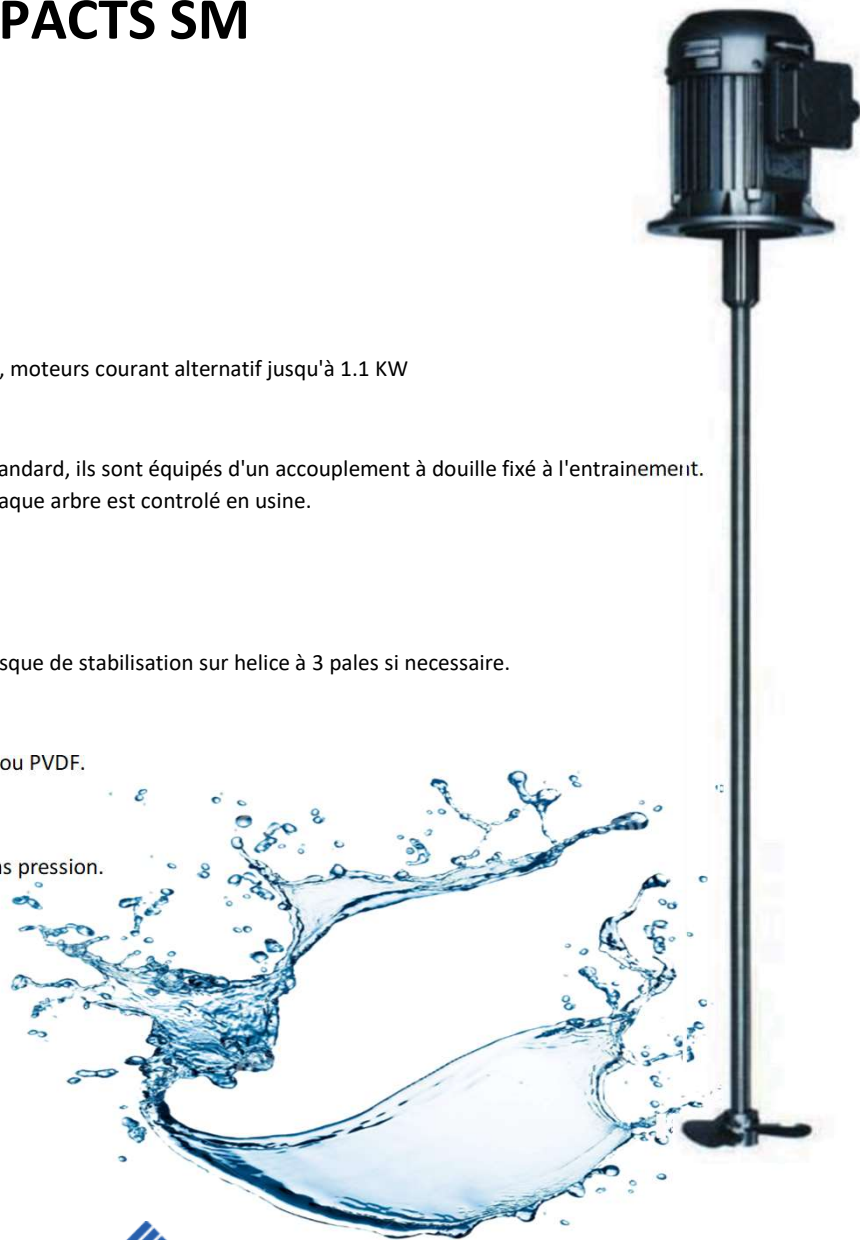 PACTS SM
, moteurs courant alternatif jusqu'à 1.1 KW
andard, ils sont équipés d'un accouplement à douille fixé à l'entrainement.
aque arbre est controlé en usine.
sque de stabilisation sur helice à 3 pales si necessaire.
ou PVDF.
s pression.